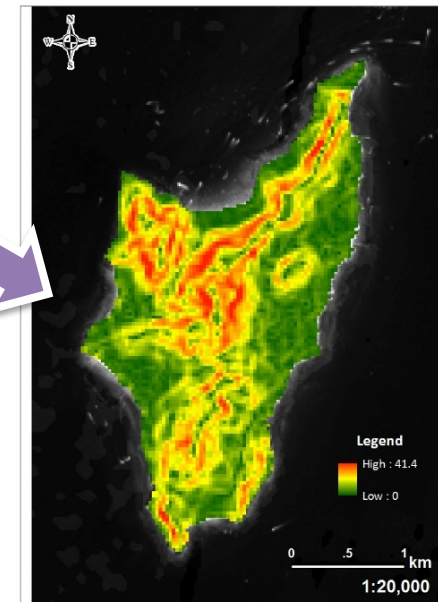 N
W E
S
Legend
High : 41.4
Low : 0
0 .5 1 km
1:20,000